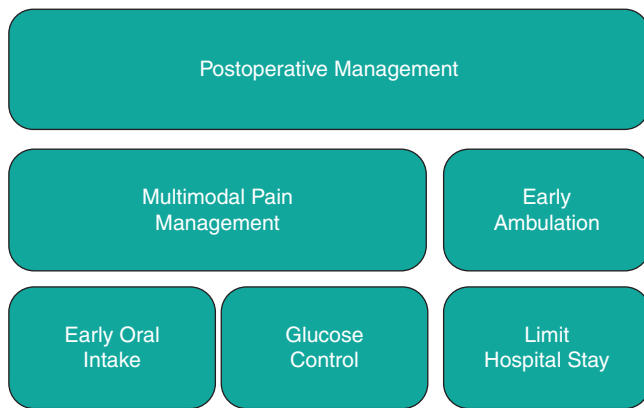 Postoperative Management
Multimodal Pain
Management
Early
Ambulation
Early Oral
Intake
Glucose
Control
Limit
Hospital Stay